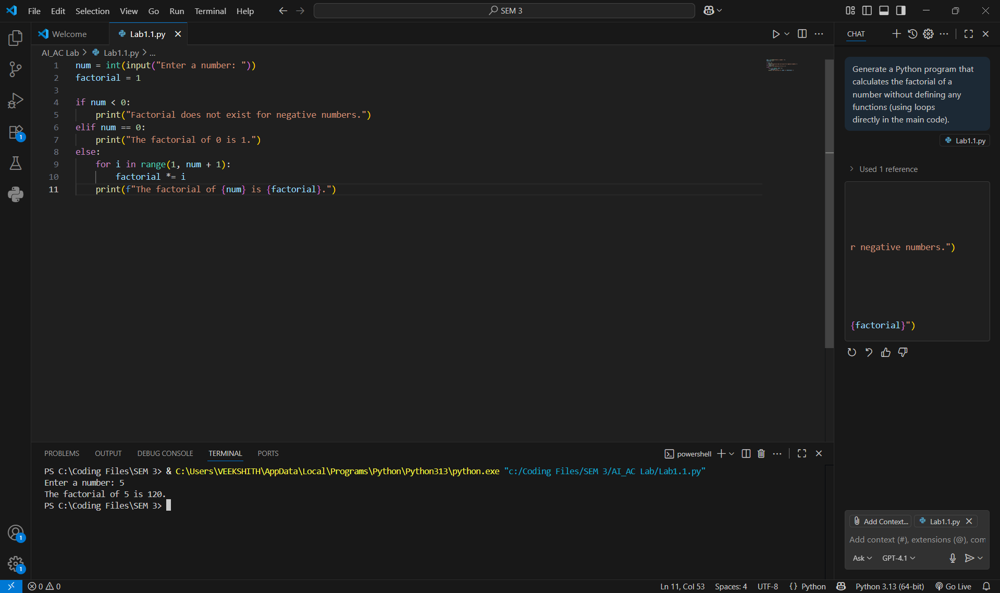 File Edit Selection View Go Run Terminal Help
SEM 3
Welcome
Lab1.1.py
AI_AC Lab > Lab1.1.py > ...
1 num = int(input("Enter a number: "))
2 factorial = 1
3
4 if num < 0:
5 print("Factorial does not exist for negative numbers.")
6 elif num == 0:
7 print("The factorial of 0 is 1.")
8 else:
9 for i in range(1, num + 1):
10 factorial *= i
11 print(f"The factorial of {num} is {factorial}.")
CHAT
Generate a Python program that
calculates the factorial of a
number without defining any
functions (using loops
directly in the main code).
Lab1.1.py
> Used 1 reference
r negative numbers.")
{factorial}")
PROBLEMS OUTPUT DEBUG CONSOLE TERMINAL PORTS
powershell
PS C:\Coding Files\SEM 3> & C:\Users\VEEKSHITH\AppData\Local\Programs\Python\Python313\python.exe "c:/Coding Files/SEM 3/AI_AC Lab/Lab1.1.py"
Enter a number: 5
The factorial of 5 is 120.
PS C:\Coding Files\SEM 3>
Add Context... Lab1.1.py
Add context (#), extensions (@), com
Ask GPT-4.1
1
1
1
0 0
Ln 11, Col 53 Spaces: 4 UTF-8 {} Python Python 3.13 (64-bit) Go Live